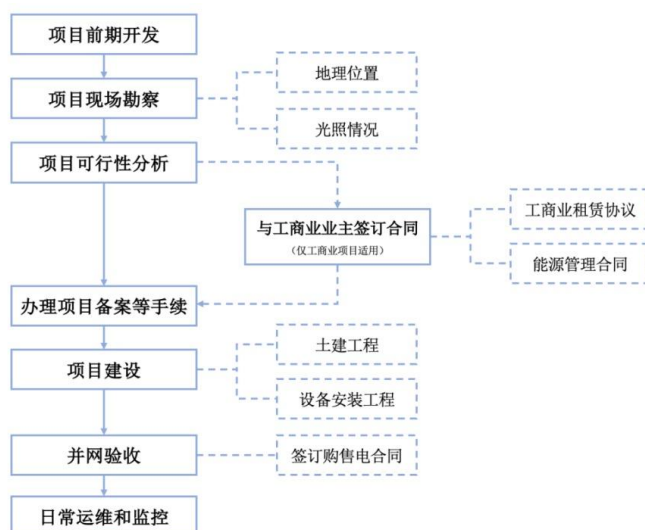 项目前期开发
项目现场勘察
地理位置
光照情况
项目可行性分析
与工商业业主签订合同
（仅工商业项目适用）
工商业租赁协议
能源管理合同
办理项目备案等手续
项目建设
土建工程
设备安装工程
并网验收
签订购售电合同
日常运维和监控